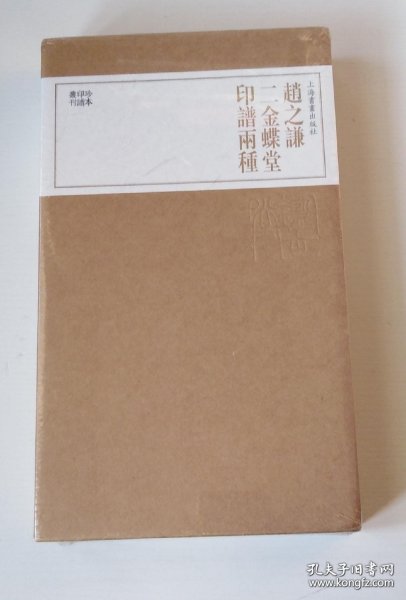 上海書畫出版社
趙之謙
二金蝶堂
印譜兩種
珍本
印譜
叢刊
孔夫子旧书网
www.kongfz.com